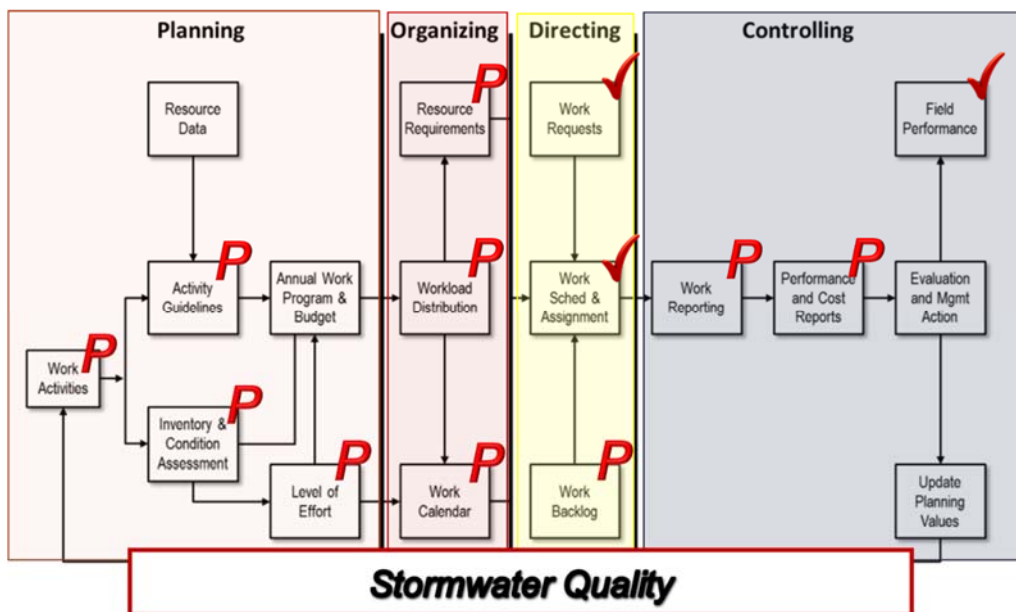 Planning
Organizing
Directing
Controlling
Resource
Data
P
Resource
Requirements
Work
Requests
Field
Performance
P
Activity
Guidelines
Annual Work
Program &
Budget
P
Workload
Distribution
Work
Sched &
Assignment
P
Work
Reporting
P
Performance
and Cost
Reports
Evaluation
and Mgmt
Action
P
Work
Activities
P
Inventory &
Condition
Assessment
P
Level of
Effort
P
Work
Calendar
P
Work
Backlog
Update
Planning
Values
Stormwater Quality